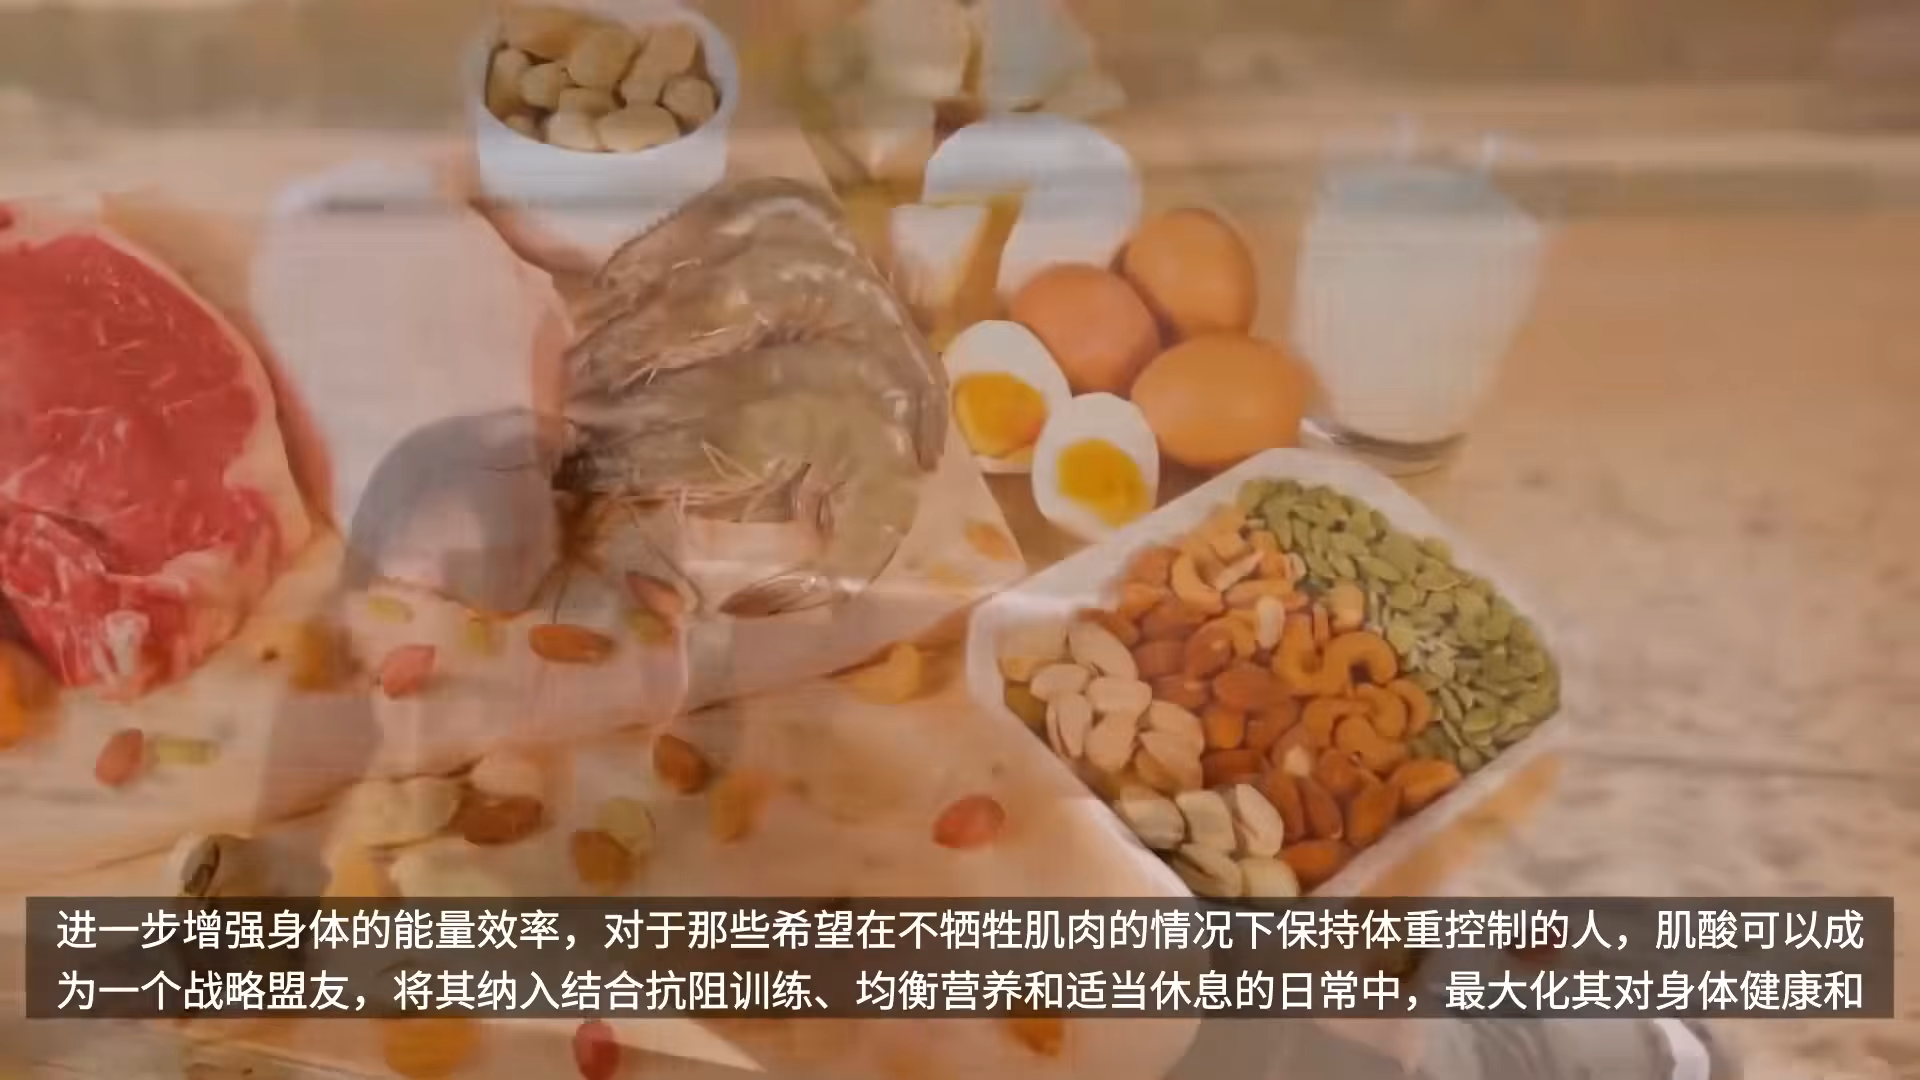 进一步增强身体的能量效率，对于那些希望在不牺牲肌肉的情况下保持体重控制的人，肌酸可以成
为一个战略盟友，将其纳入结合抗阻训练、均衡营养和适当休息的日常中，最大化其对身体健康和